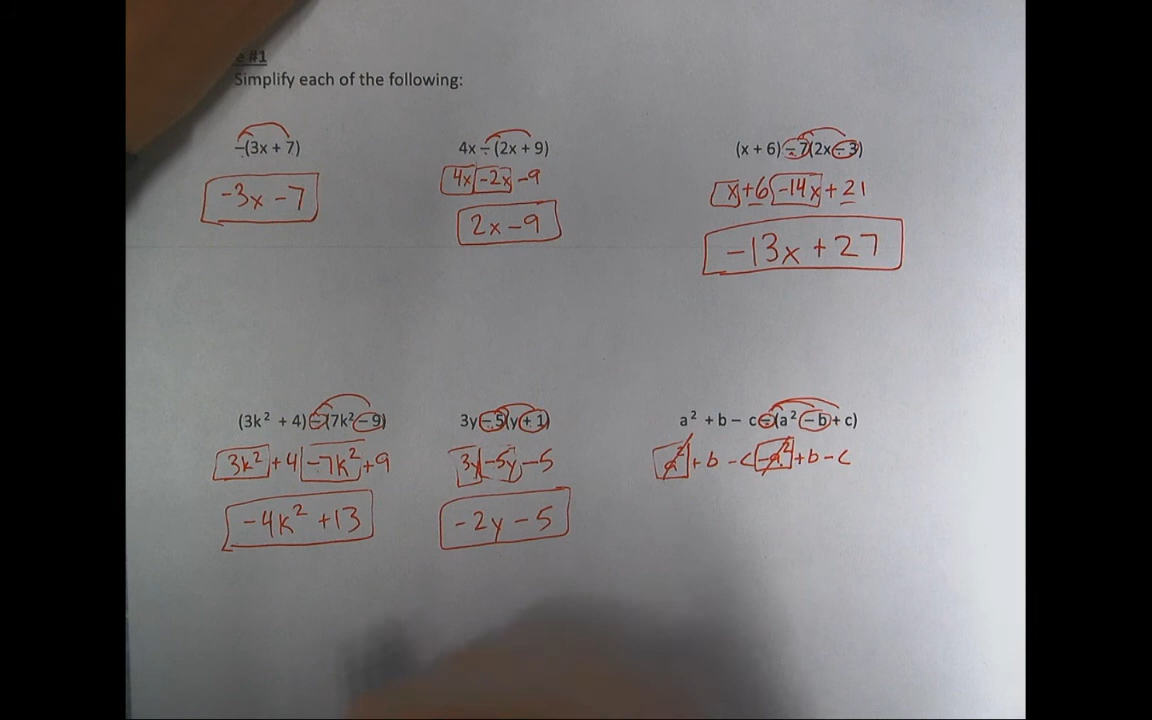 e #1
Simplify each of the following:
−(3x + 7)
-3x -7
4x − (2x + 9)
4x -2x -9
2x -9
(x + 6) − 7(2x − 3)
x +6 -14x + 21
-13x + 27
(3k² + 4) − (7k² − 9)
3k² +4 -7k² +9
-4k² +13
3y − 5(y + 1)
3y -5y -5
-2y -5
a² + b − c − (a² − b + c)
a² +b -c -a² +b -c